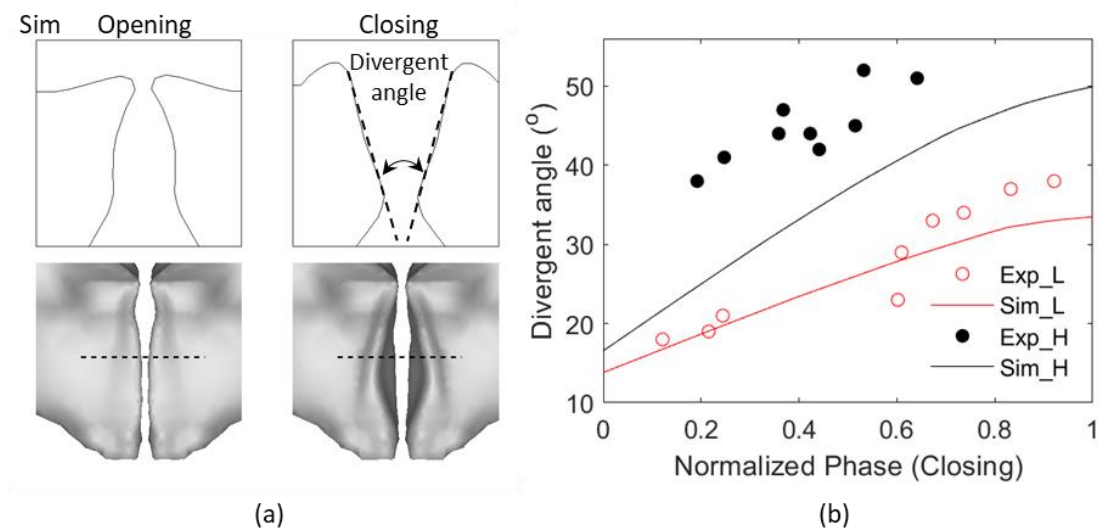 Sim Opening Closing
Divergent
angle
(a)
Divergent angle (o)
50
40
30
20
10
0 0.2 0.4 0.6 0.8 1
Normalized Phase (Closing)
Exp_L
Sim_L
Exp_H
Sim_H
(b)